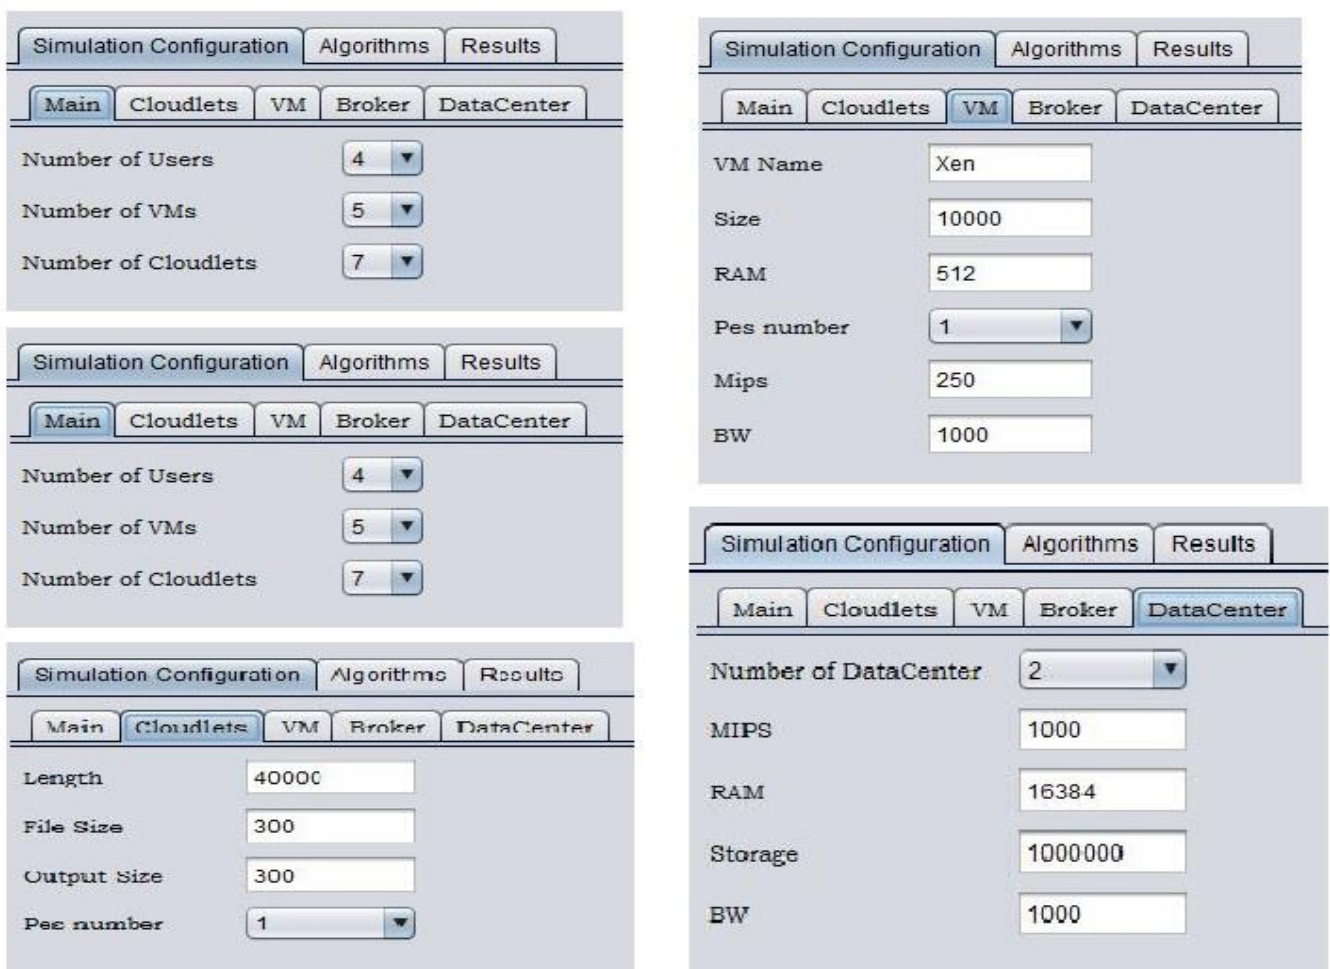 Simulation Configuration Algorithms Results
Main Cloudlets VM Broker DataCenter
Number of Users 4
Number of VMs 5
Number of Cloudlets 7
Simulation Configuration Algorithms Results
Main Cloudlets VM Broker DataCenter
Number of Users 4
Number of VMs 5
Number of Cloudlets 7
Simulation Configuration Algorithms Results
Main Cloudlets VM Broker DataCenter
Length 40000
File Size 300
Output Size 300
Pes number 1
Simulation Configuration Algorithms Results
Main Cloudlets VM Broker DataCenter
VM Name Xen
Size 10000
RAM 512
Pes number 1
Mips 250
BW 1000
Simulation Configuration Algorithms Results
Main Cloudlets VM Broker DataCenter
Number of DataCenter 2
MIPS 1000
RAM 16384
Storage 1000000
BW 1000